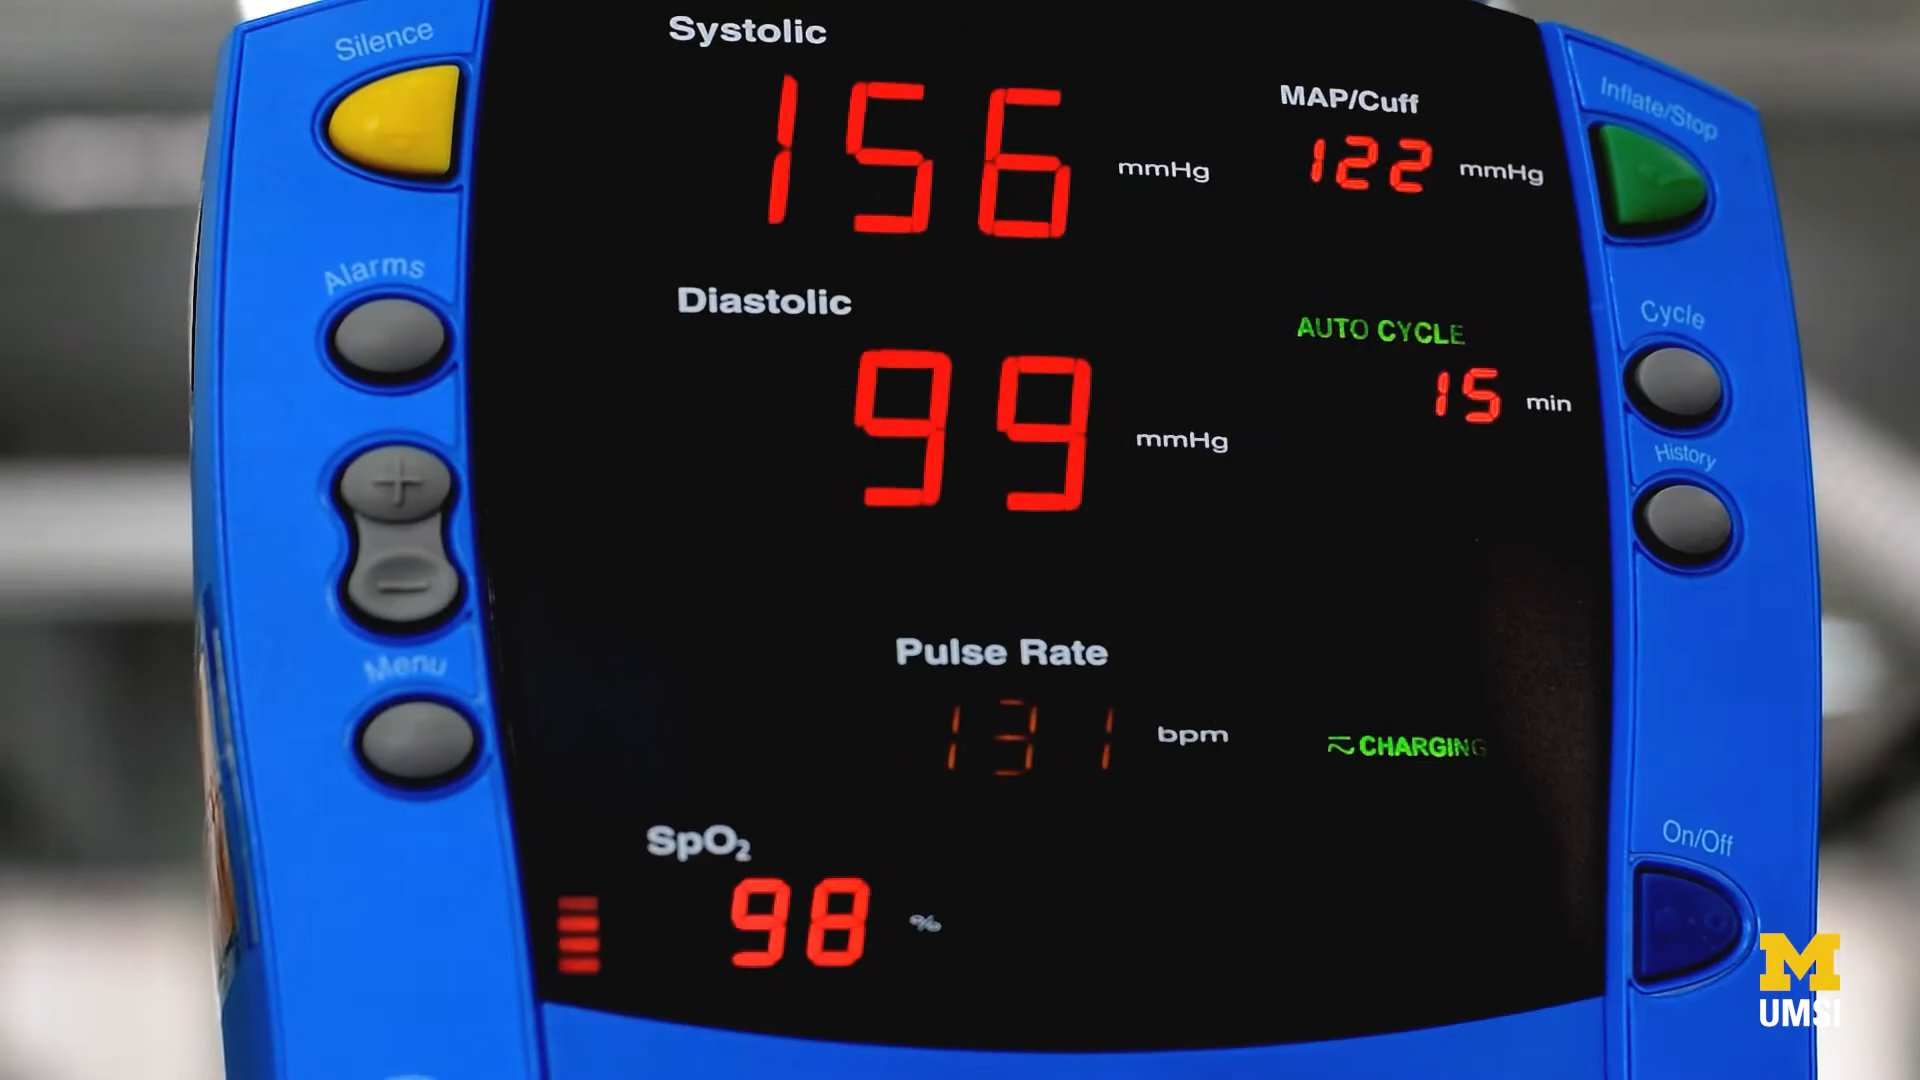 Silence
Systolic
156 mmHg
MAP/Cuff
122 mmHg
Inflate/Stop
Alarms
Diastolic
99 mmHg
AUTO CYCLE
15 min
Cycle
History
+
−
Menu
Pulse Rate
131 bpm
CHARGING
SpO₂
98 %
On/Off
M
UMSI